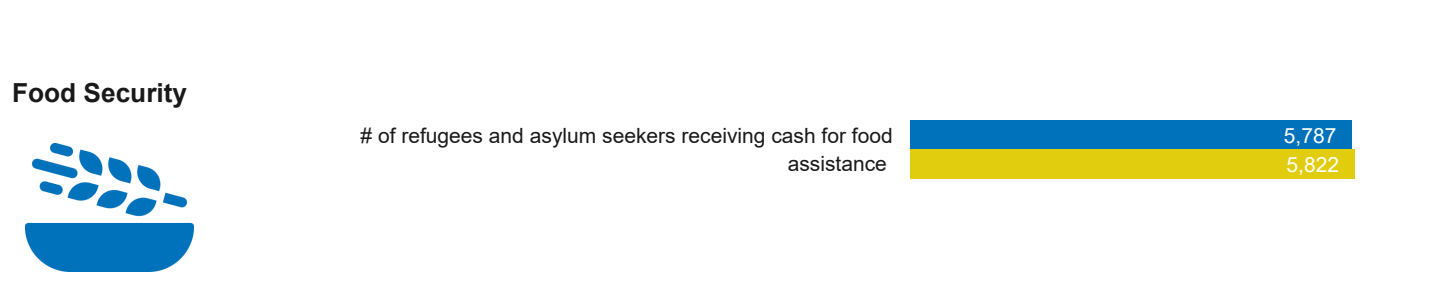 Food Security
# of refugees and asylum seekers receiving cash for food
assistance
5,787
5,822